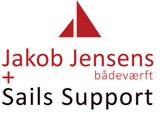 Jakob Jensens
bådeværft
+
Sails Support